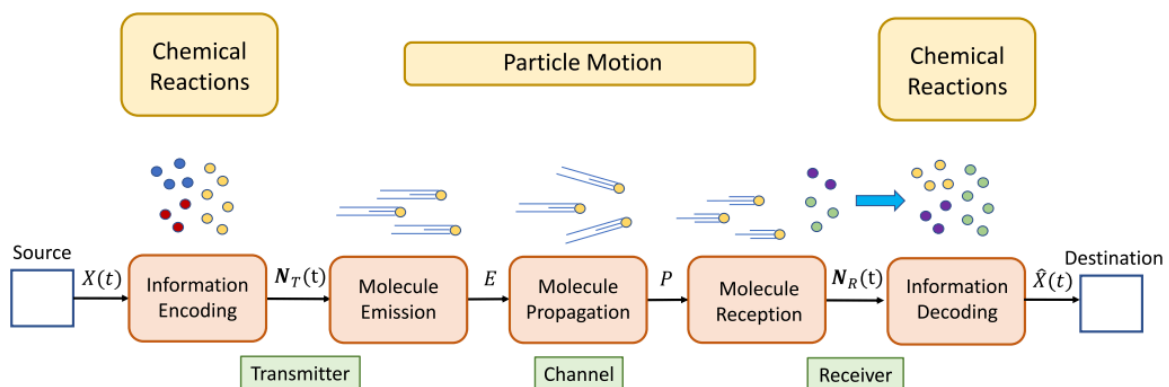 Chemical
Reactions
Particle Motion
Chemical
Reactions
Source
X(t)
Information
Encoding
N_T(t)
Molecule
Emission
E
Molecule
Propagation
P
Molecule
Reception
N_R(t)
Information
Decoding
X̂(t)
Destination
Transmitter
Channel
Receiver